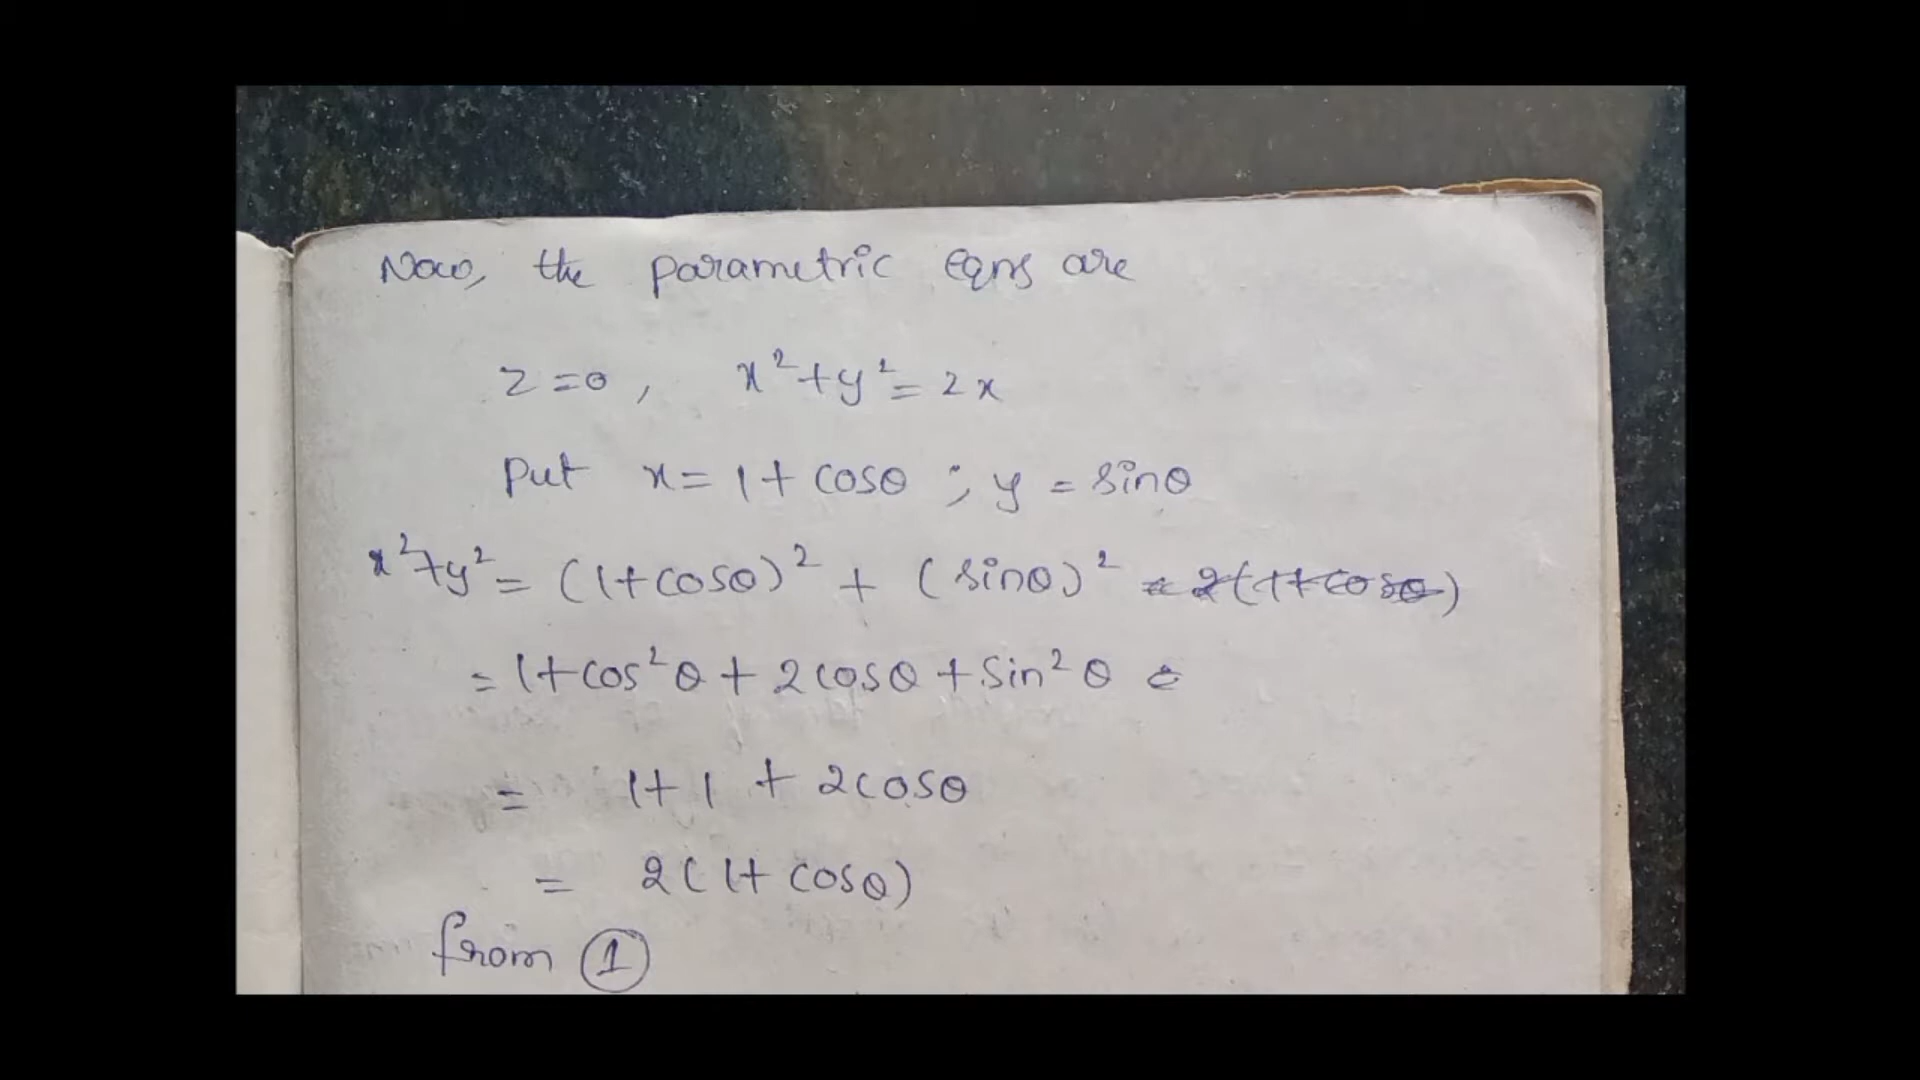 Now, the parametric eqns are
z=0, x²+y²=2x
Put x=1+cosθ ; y=sinθ
x²+y²=(1+cosθ)²+(sinθ)² = 2(1+cosθ)
=1+cos²θ+2cosθ+sin²θ =
= 1+1+2cosθ
= 2(1+cosθ)
from ①